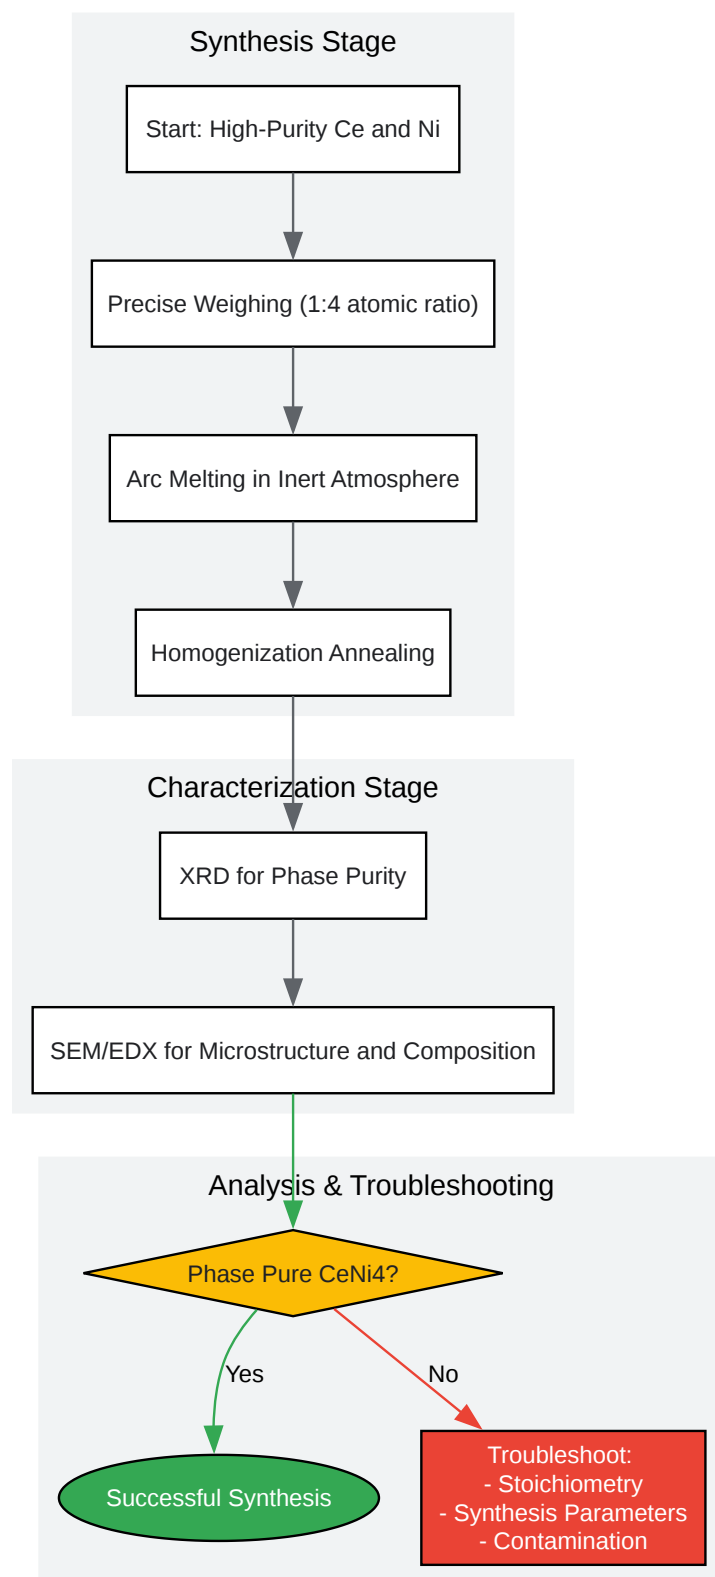 Synthesis Stage
Start: High-Purity Ce and Ni
Precise Weighing (1:4 atomic ratio)
Arc Melting in Inert Atmosphere
Homogenization Annealing
Characterization Stage
XRD for Phase Purity
SEM/EDX for Microstructure and Composition
Analysis & Troubleshooting
Phase Pure CeNi4?
Yes
No
Successful Synthesis
Troubleshoot:
- Stoichiometry
- Synthesis Parameters
- Contamination